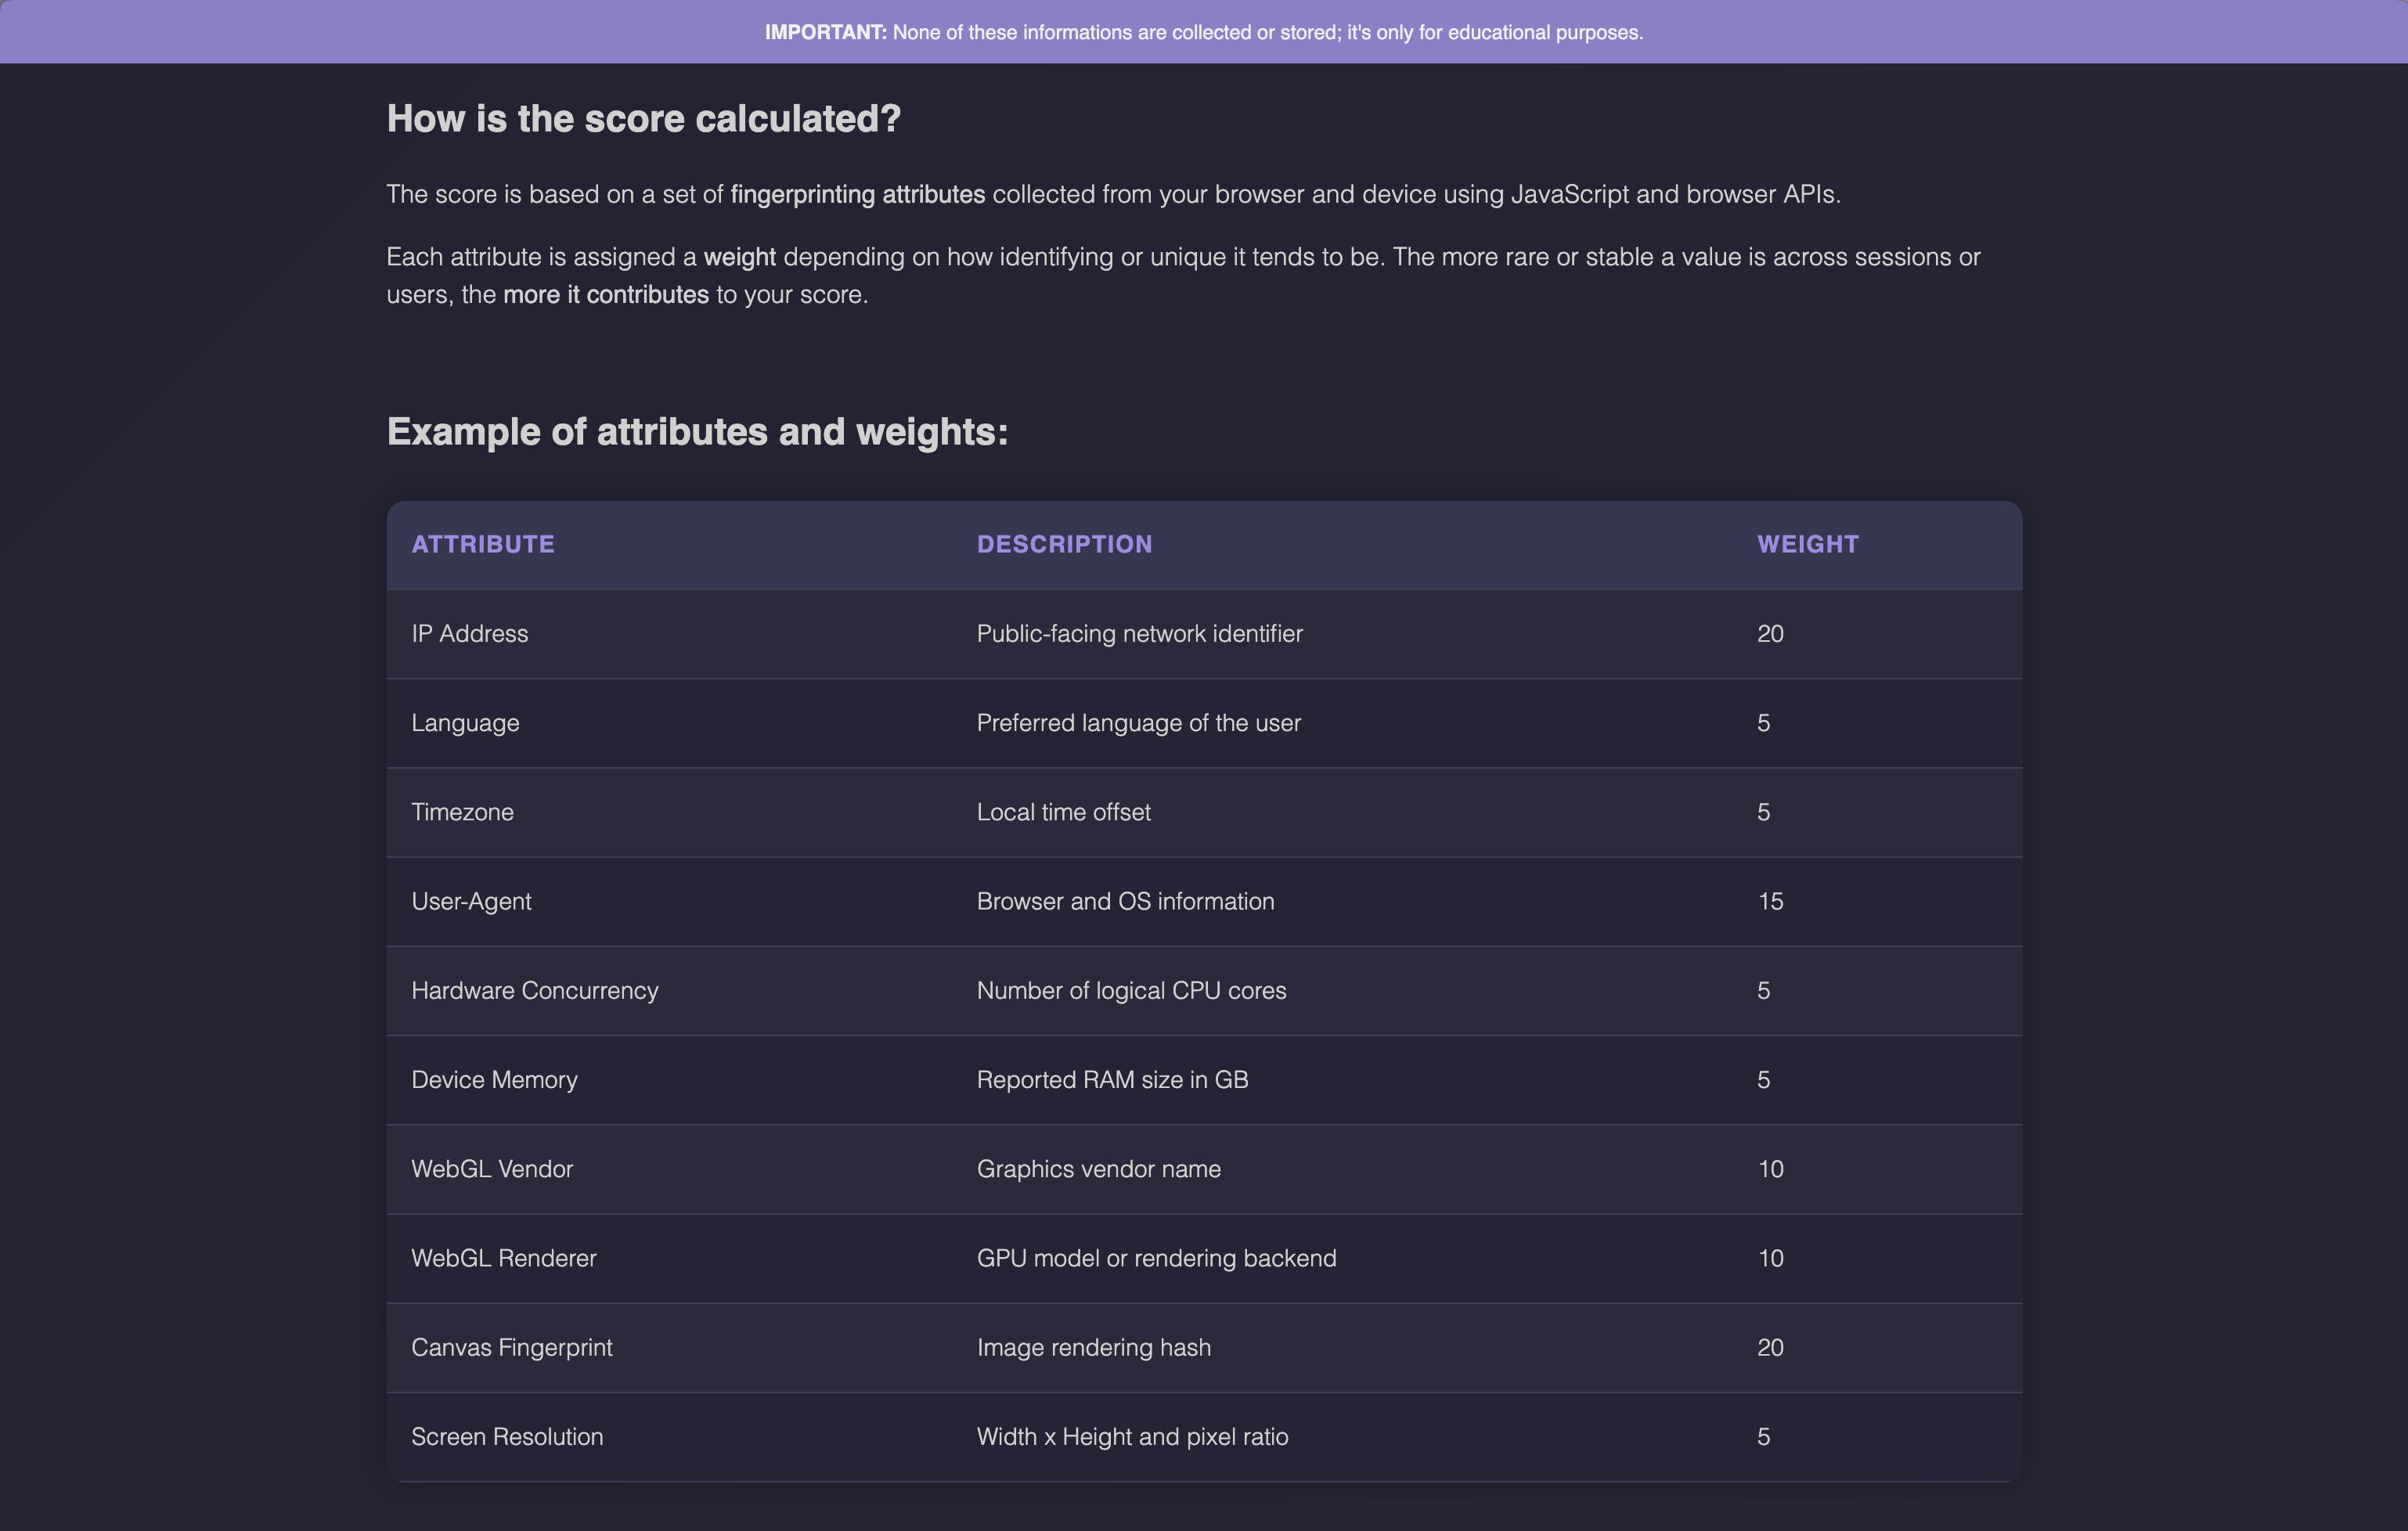 IMPORTANT: None of these informations are collected or stored; it's only for educational purposes.
How is the score calculated?
The score is based on a set of fingerprinting attributes collected from your browser and device using JavaScript and browser APIs.
Each attribute is assigned a weight depending on how identifying or unique it tends to be. The more rare or stable a value is across sessions or
users, the more it contributes to your score.
Example of attributes and weights:
ATTRIBUTE DESCRIPTION WEIGHT
IP Address Public-facing network identifier 20
Language Preferred language of the user 5
Timezone Local time offset 5
User-Agent Browser and OS information 15
Hardware Concurrency Number of logical CPU cores 5
Device Memory Reported RAM size in GB 5
WebGL Vendor Graphics vendor name 10
WebGL Renderer GPU model or rendering backend 10
Canvas Fingerprint Image rendering hash 20
Screen Resolution Width x Height and pixel ratio 5